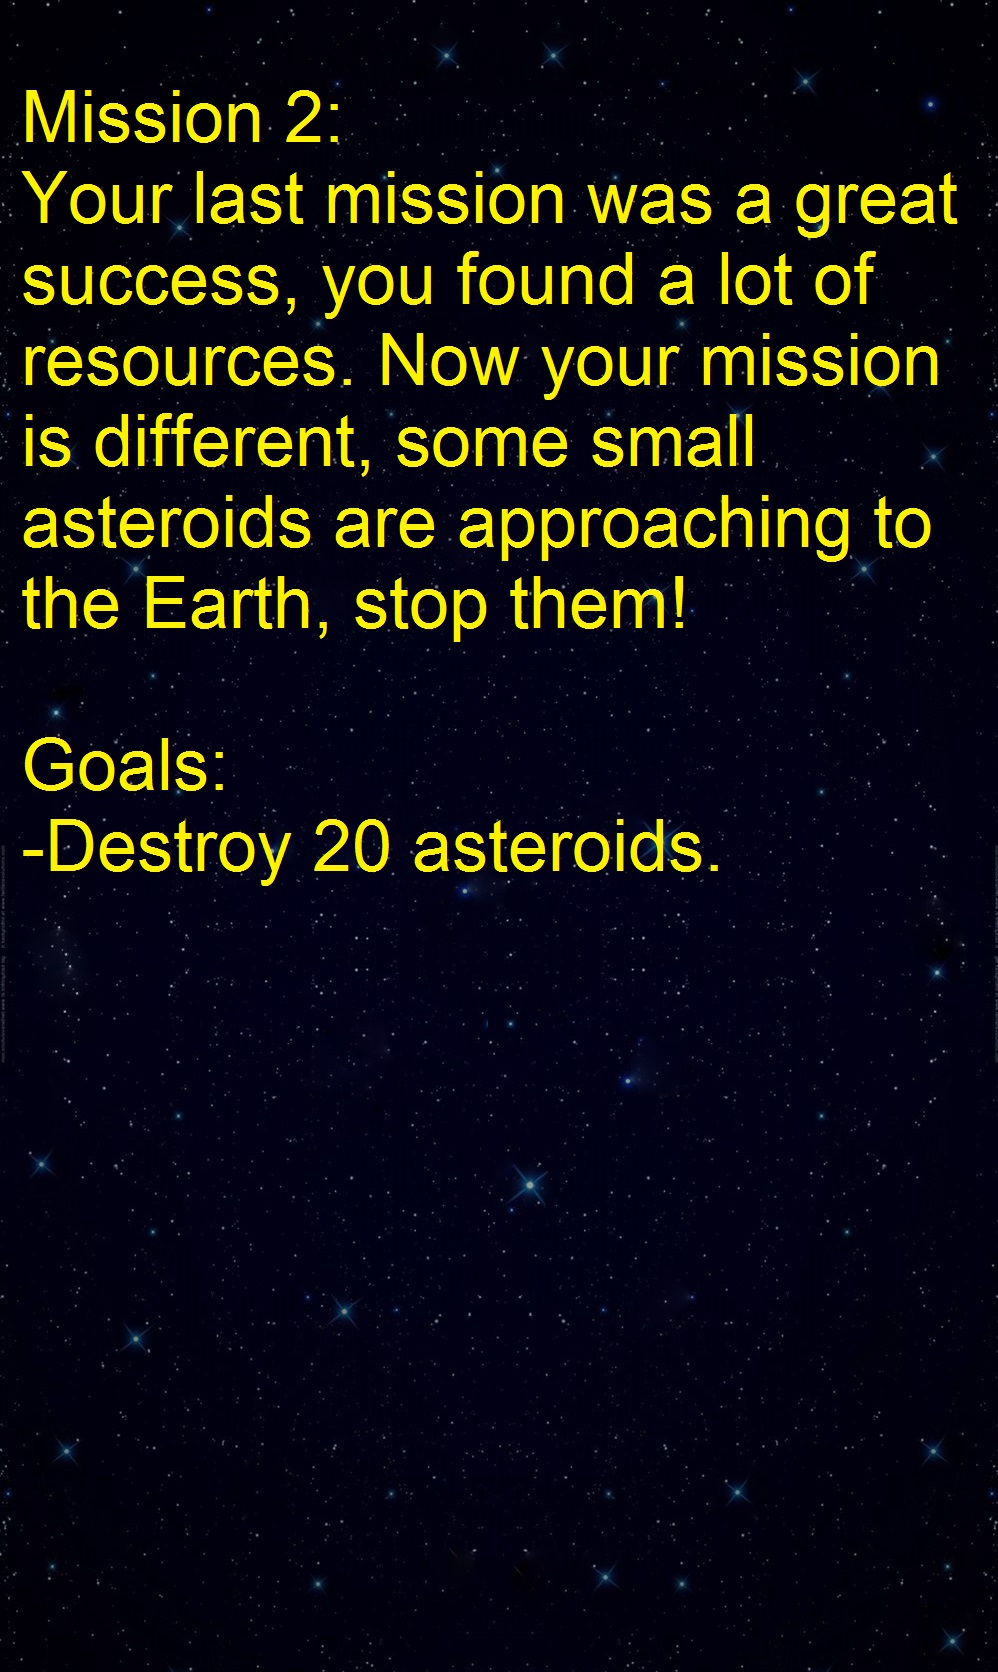 Mission 2:
Your last mission was a great
success, you found a lot of
resources. Now your mission
is different, some small
asteroids are approaching to
the Earth, stop them!
Goals:
-Destroy 20 asteroids.